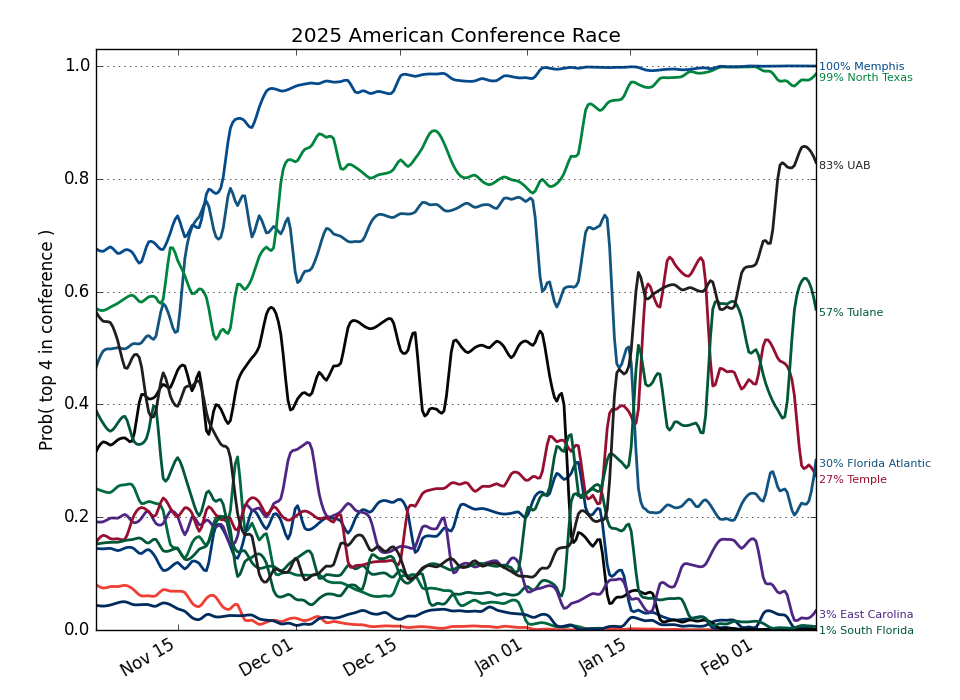 2025 American Conference Race
Prob( top 4 in conference )
1.0
0.8
0.6
0.4
0.2
0.0
Nov 15
Dec 01
Dec 15
Jan 01
Jan 15
Feb 01
100% Memphis
99% North Texas
83% UAB
57% Tulane
30% Florida Atlantic
27% Temple
3% East Carolina
1% South Florida